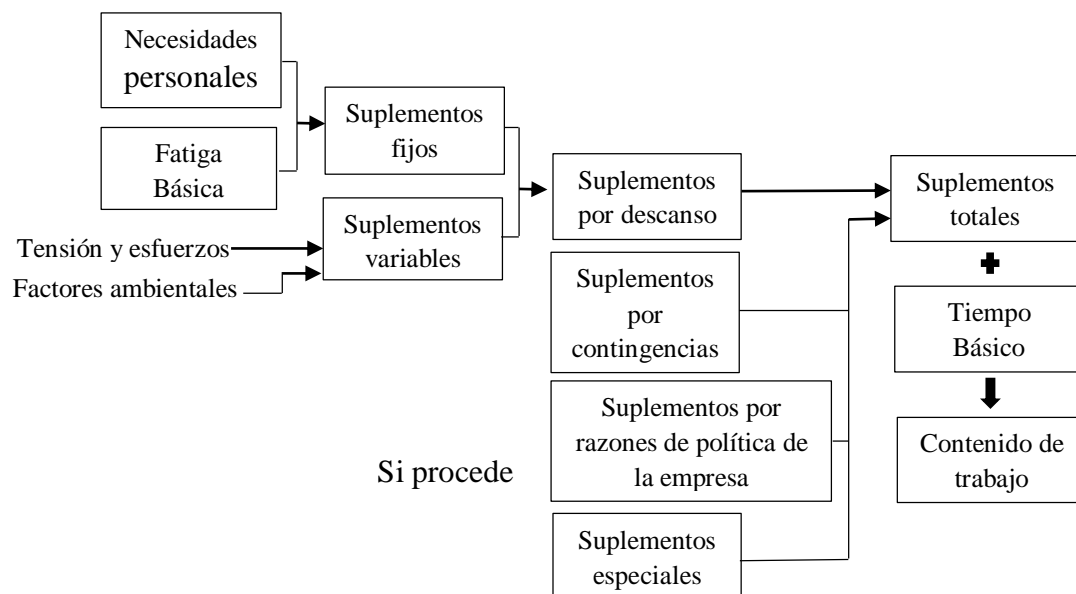 Necesidades
personales
Fatiga
Básica
Tensión y esfuerzos
Factores ambientales
Suplementos
fijos
Suplementos
variables
Suplementos
por descanso
Suplementos
por
contingencias
Suplementos por
razones de política de
la empresa
Si procede
Suplementos
especiales
Suplementos
totales
Tiempo
Básico
Contenido de
trabajo